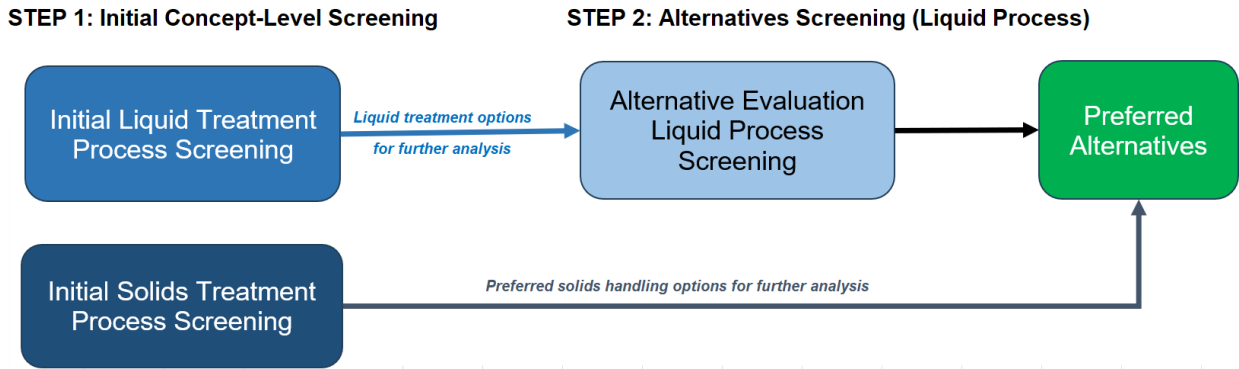 STEP 1: Initial Concept-Level Screening
STEP 2: Alternatives Screening (Liquid Process)
Initial Liquid Treatment
Process Screening
Liquid treatment options
for further analysis
Alternative Evaluation
Liquid Process
Screening
Preferred
Alternatives
Initial Solids Treatment
Process Screening
Preferred solids handling options for further analysis